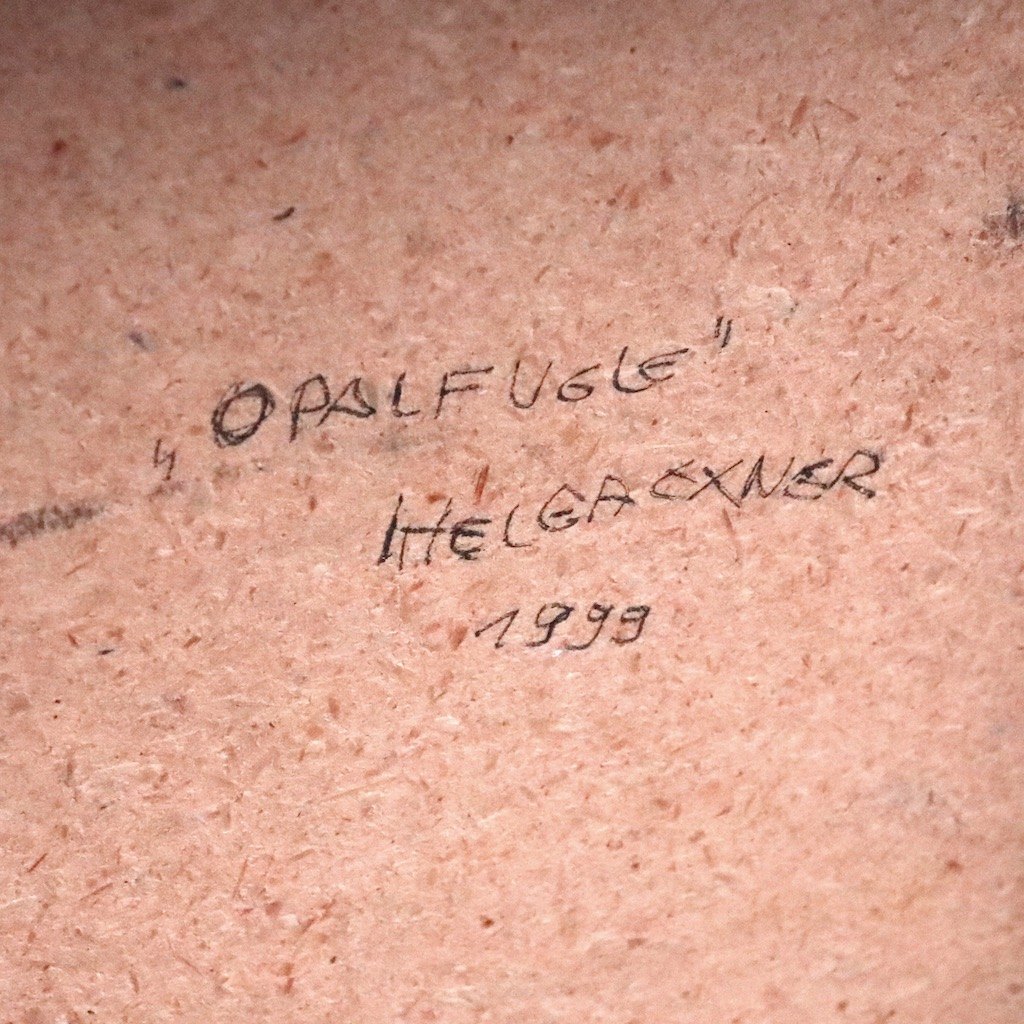 „OPALFUGLE"
HELGA EXNER
1999